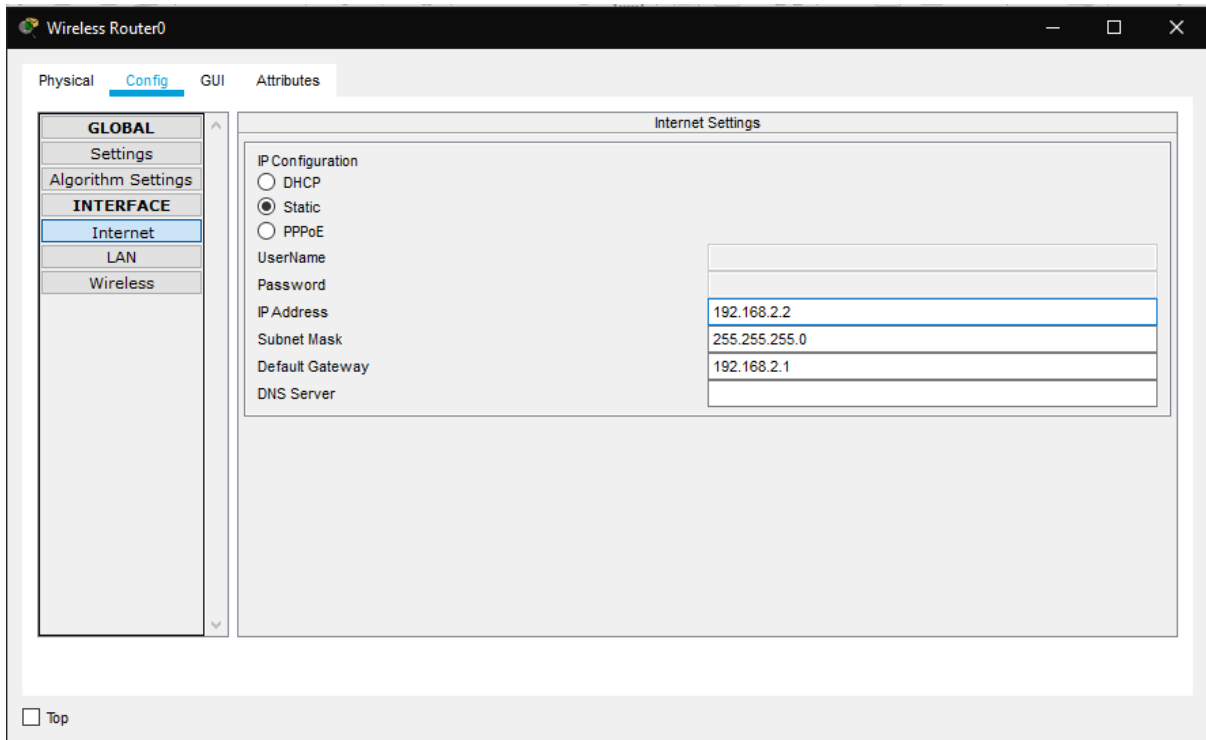 Wireless Router0
Physical Config GUI Attributes
GLOBAL
Settings
Algorithm Settings
INTERFACE
Internet
LAN
Wireless
Internet Settings
IP Configuration
DHCP
Static
PPPoE
UserName
Password
IP Address 192.168.2.2
Subnet Mask 255.255.255.0
Default Gateway 192.168.2.1
DNS Server
Top